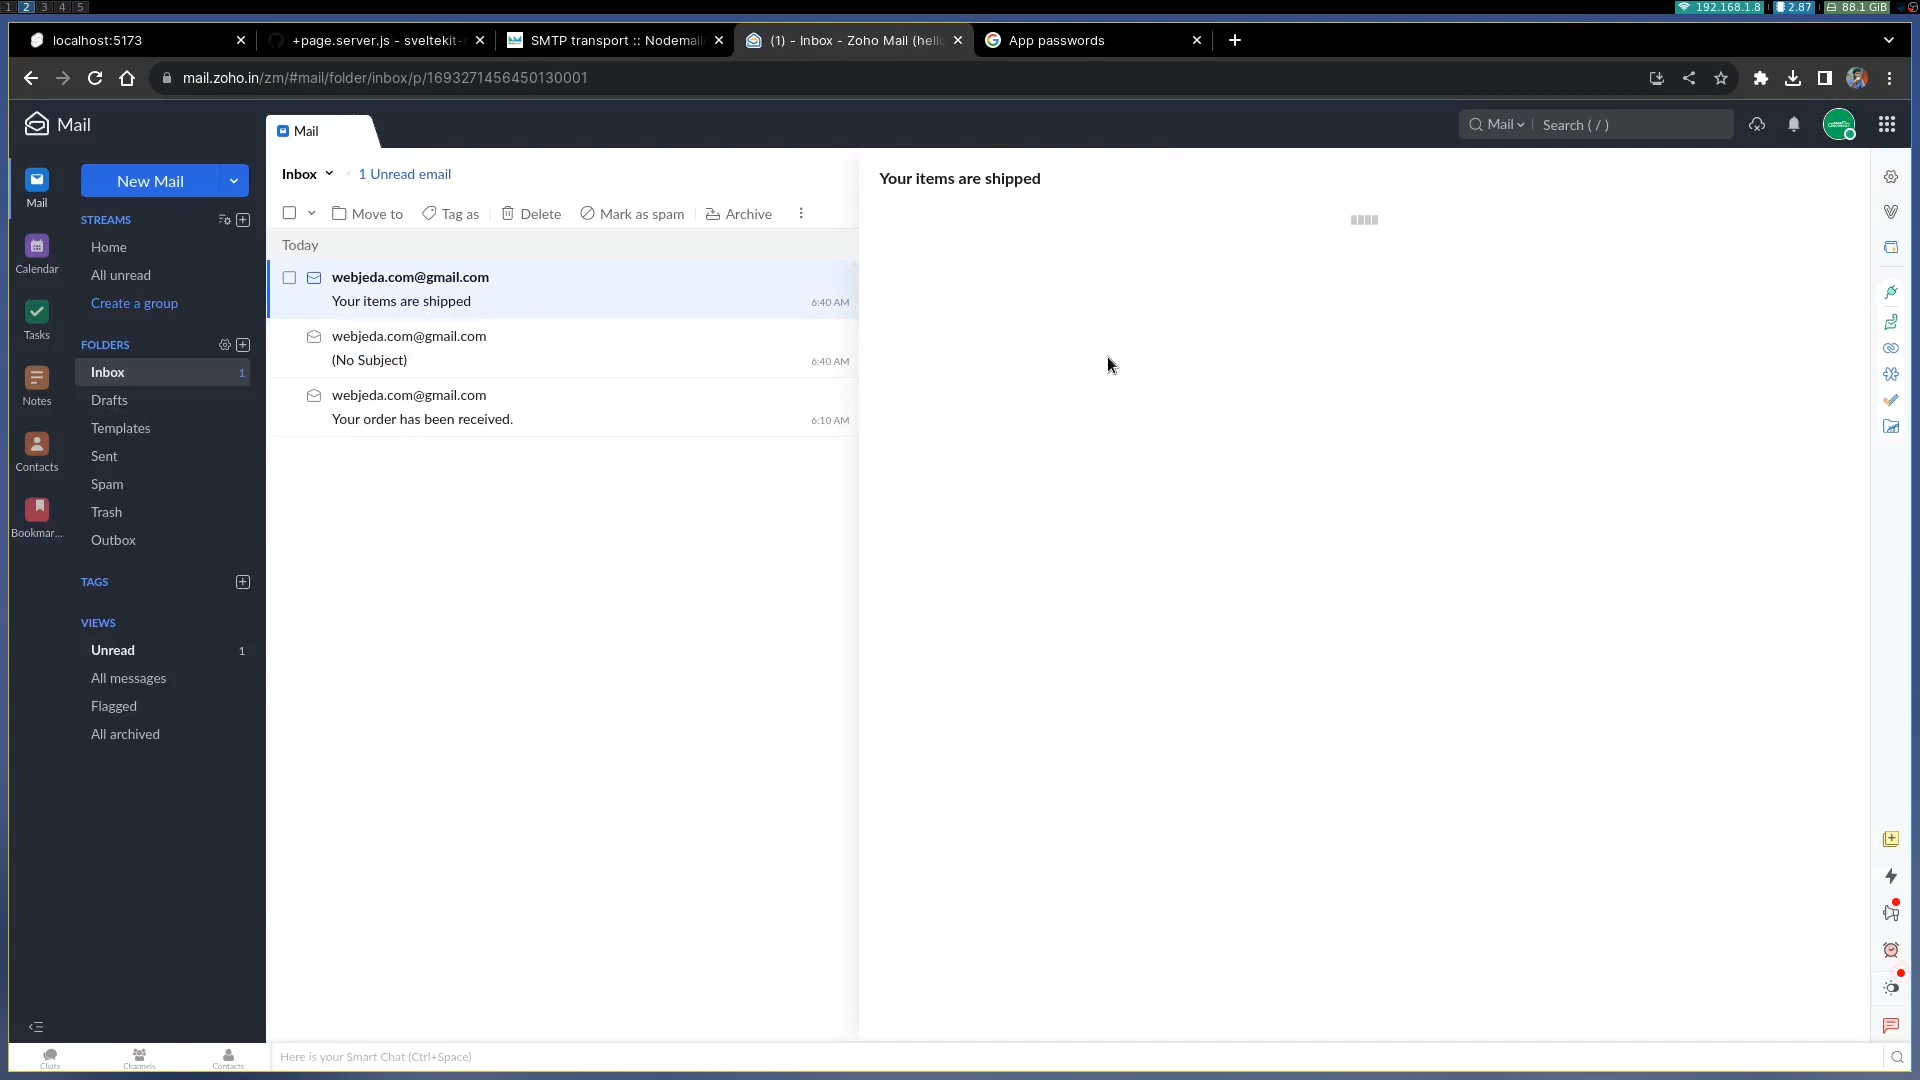 1 2 3 4 5
192.168.1.8 2.87 88.1 GiB
localhost:5173
+page.server.js - sveltekit-
SMTP transport :: Nodemail
(1) - Inbox - Zoho Mail (hell
App passwords
mail.zoho.in/zm/#mail/folder/inbox/p/1693271456450130001
Mail
Mail
Mail
Search ( / )
Mail
Calendar
Tasks
Notes
Contacts
Bookmar...
New Mail
STREAMS
Home
All unread
Create a group
FOLDERS
Inbox 1
Drafts
Templates
Sent
Spam
Trash
Outbox
TAGS
VIEWS
Unread 1
All messages
Flagged
All archived
Inbox
1 Unread email
Move to
Tag as
Delete
Mark as spam
Archive
Today
webjeda.com@gmail.com
Your items are shipped 6:40 AM
webjeda.com@gmail.com
(No Subject) 6:40 AM
webjeda.com@gmail.com
Your order has been received. 6:10 AM
Your items are shipped
Chats
Channels
Contacts
Here is your Smart Chat (Ctrl+Space)